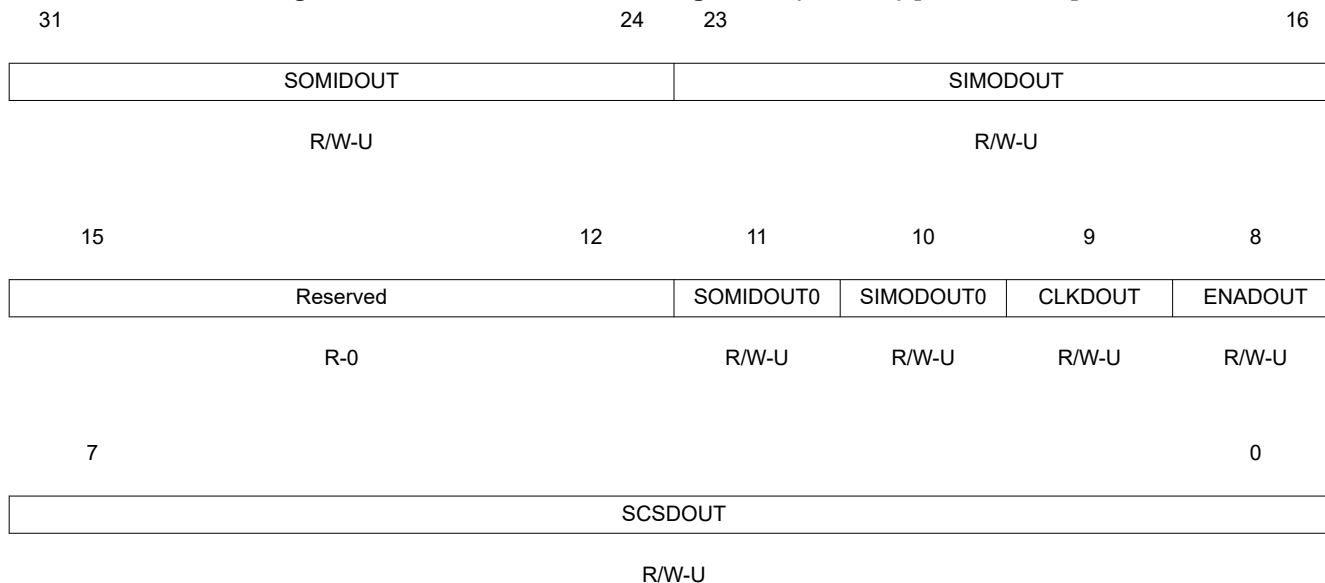 31 24 23 16
SOMIDOUT SIMODOUT
R/W-U R/W-U
15 12 11 10 9 8
Reserved SOMIDOUT0 SIMODOUT0 CLKDOUT ENADOUT
R-0 R/W-U R/W-U R/W-U R/W-U
7 0
SCSDOUT
R/W-U